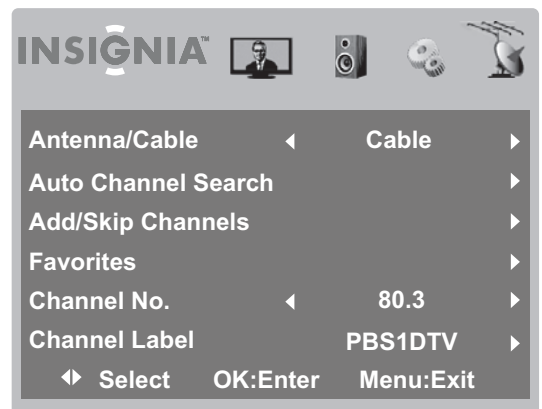 INSIGNIA™
Antenna/Cable Cable
Auto Channel Search
Add/Skip Channels
Favorites
Channel No. 80.3
Channel Label PBS1DTV
Select OK:Enter Menu:Exit